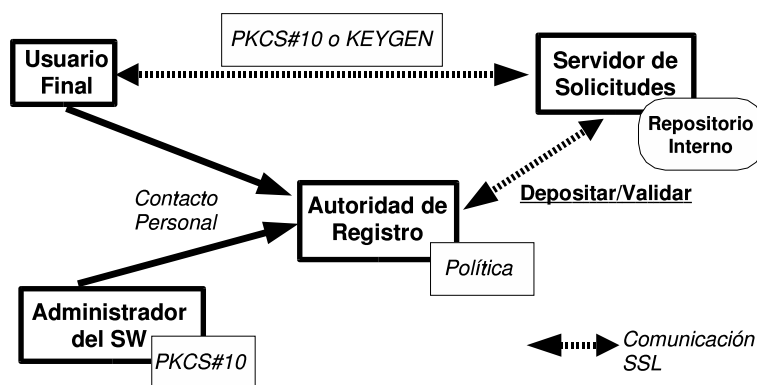 PKCS#10 o KEYGEN
Usuario
Final
Servidor de
Solicitudes
Repositorio
Interno
Contacto
Personal
Autoridad de
Registro
Depositar/Validar
Política
Administrador
del SW
PKCS#10
Comunicación
SSL